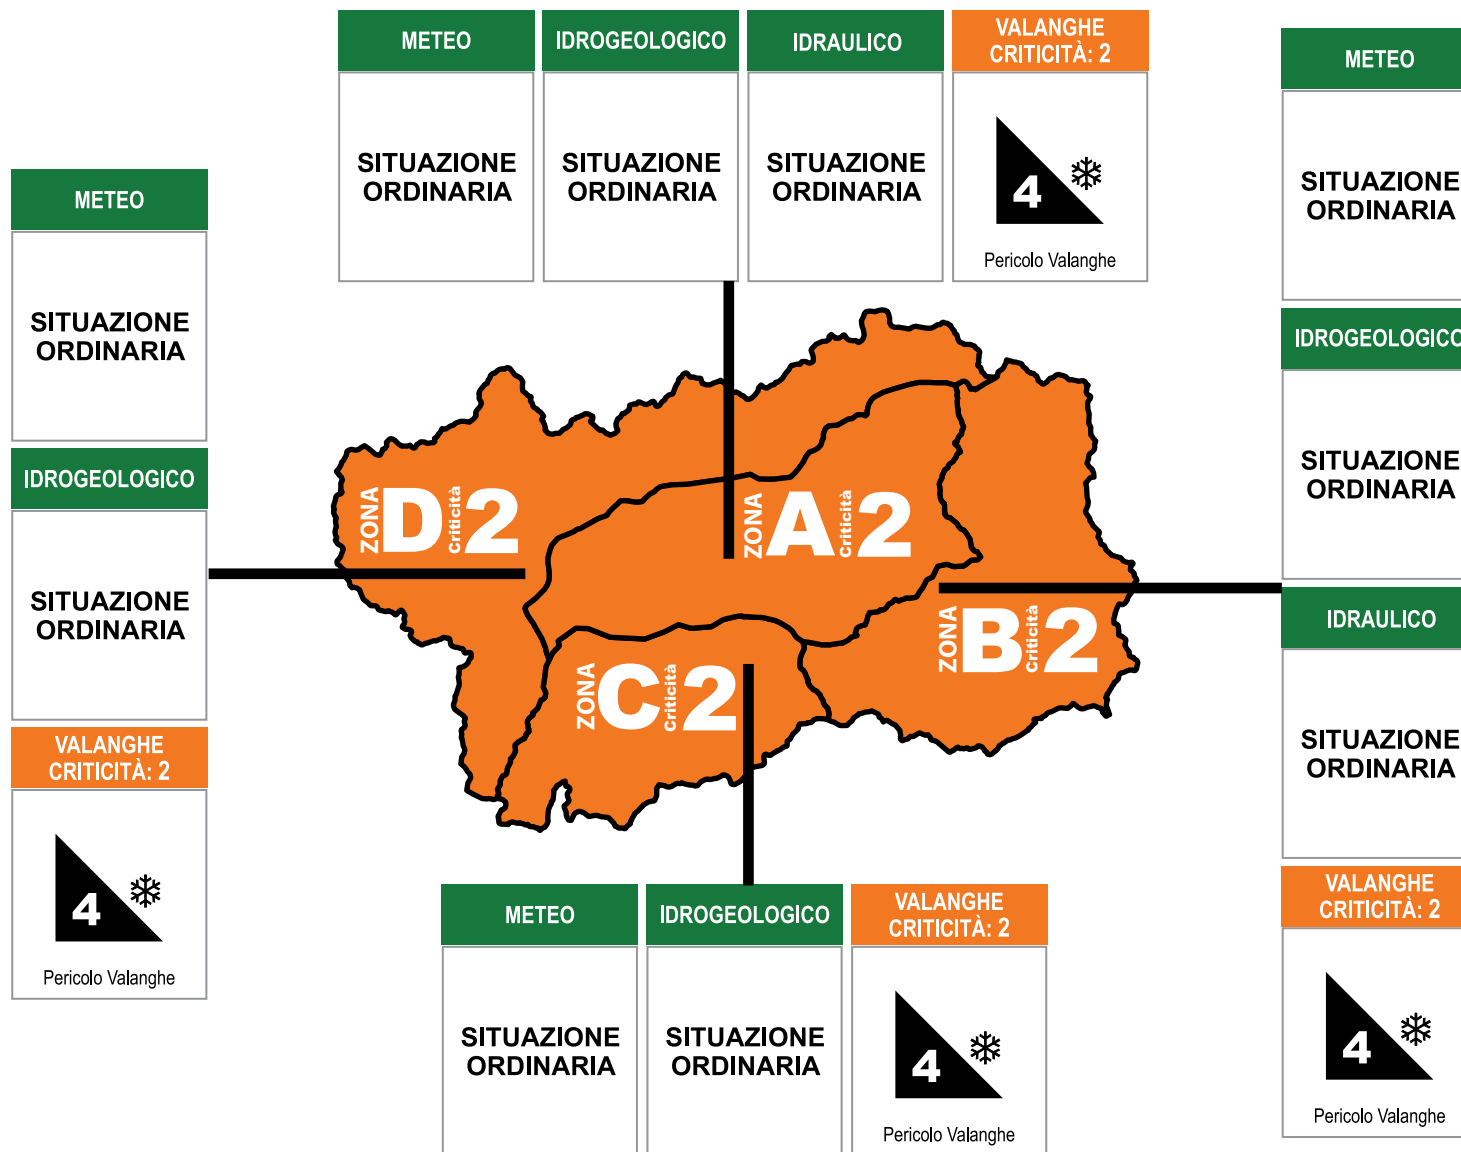 METEO
SITUAZIONE
ORDINARIA
IDROGEOLOGICO
SITUAZIONE
ORDINARIA
IDRAULICO
SITUAZIONE
ORDINARIA
VALANGHE
CRITICITÀ: 2
4
Pericolo Valanghe
METEO
SITUAZIONE
ORDINARIA
IDROGEOLOGICO
SITUAZIONE
ORDINARIA
VALANGHE
CRITICITÀ: 2
4
Pericolo Valanghe
ZONA D Criticità 2
ZONA A Criticità 2
ZONA B Criticità 2
ZONA C Criticità 2
METEO
SITUAZIONE
ORDINARIA
IDROGEOLOGICO
SITUAZIONE
ORDINARIA
IDRAULICO
SITUAZIONE
ORDINARIA
VALANGHE
CRITICITÀ: 2
4
Pericolo Valanghe
METEO
SITUAZIONE
ORDINARIA
IDROGEOLOGICO
SITUAZIONE
ORDINARIA
VALANGHE
CRITICITÀ: 2
4
Pericolo Valanghe